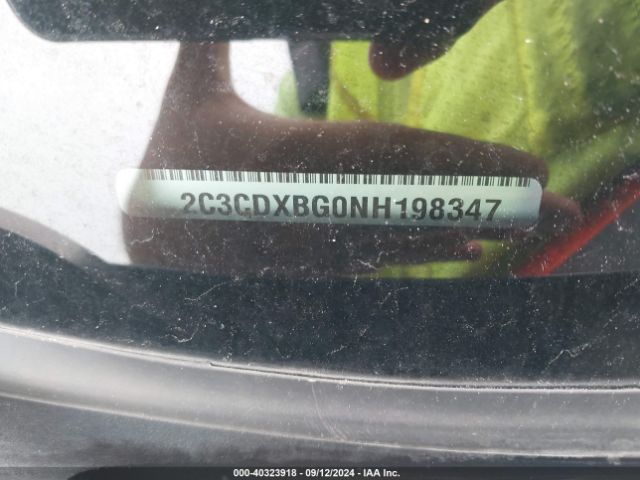 2C3CDXBG0NH198347
000-40323918 - 09/12/2024 - IAA Inc.